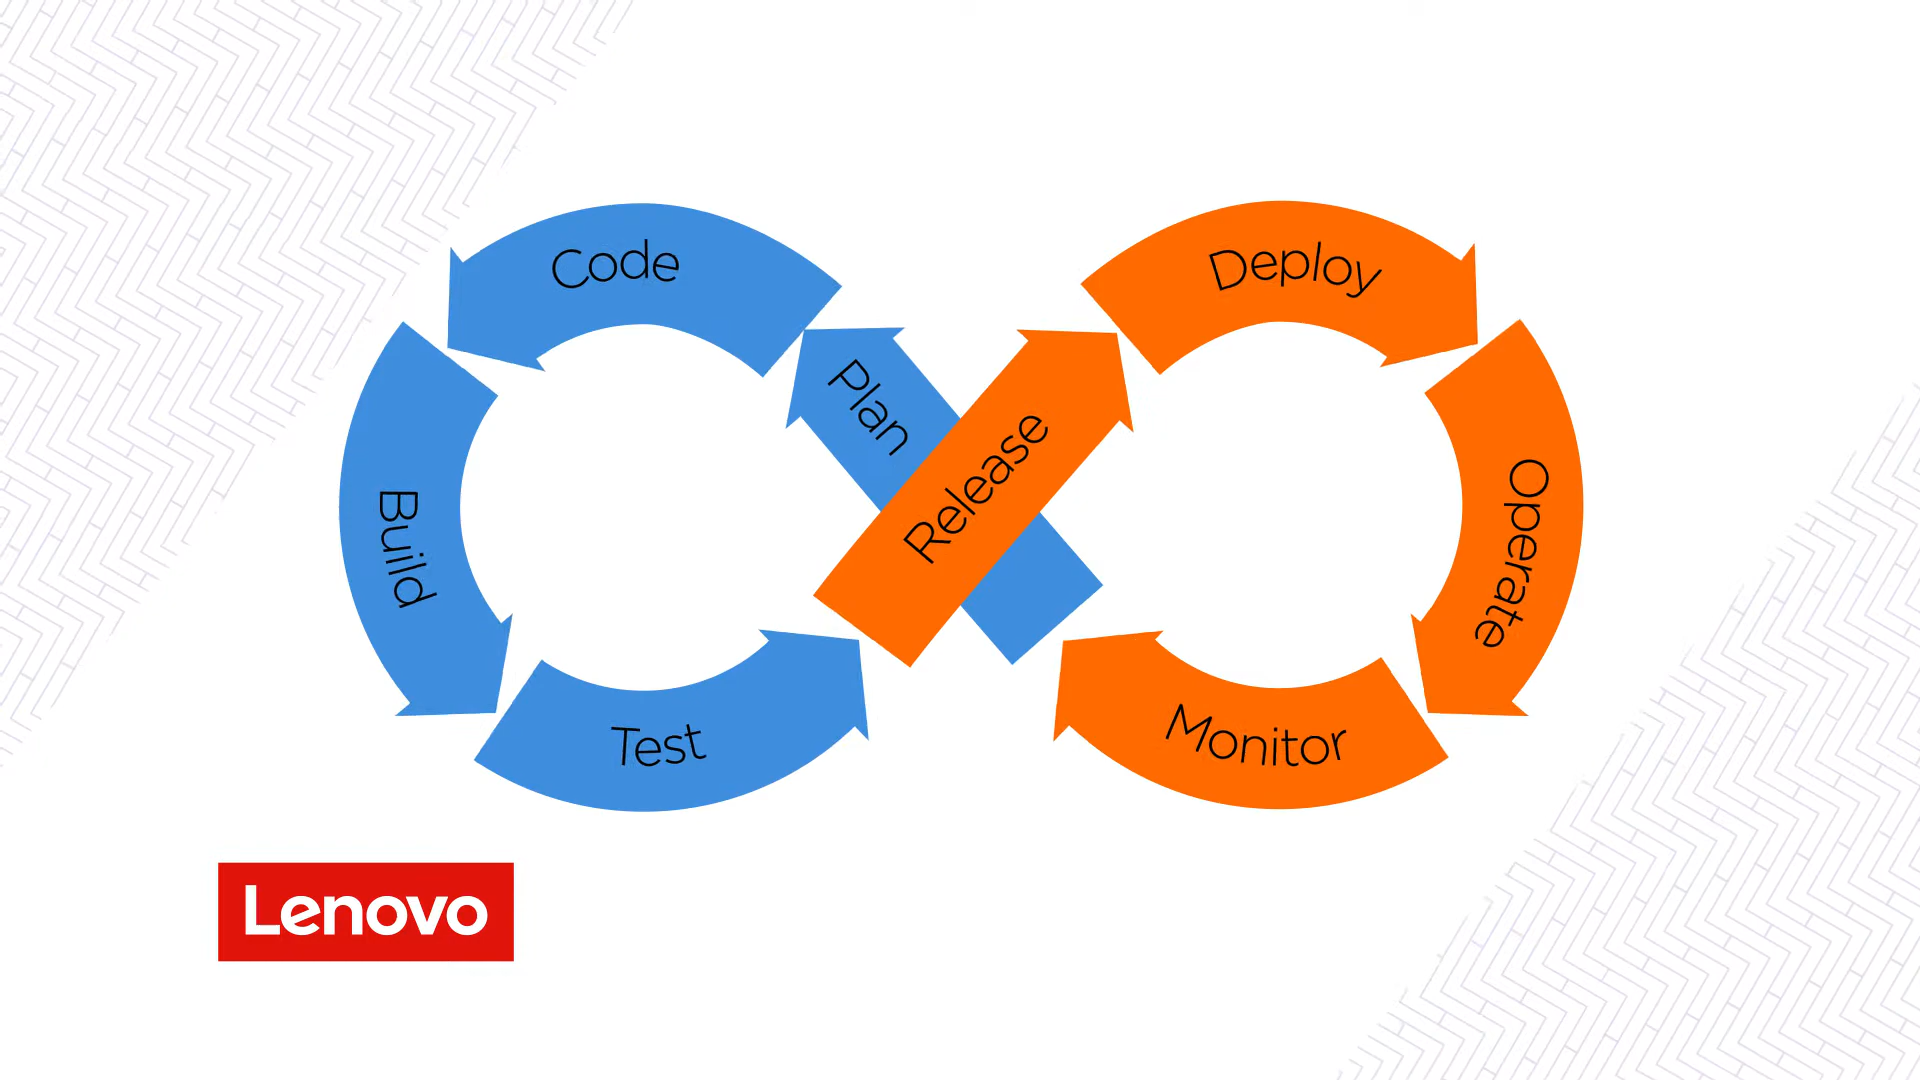 Code
Deploy
Plan
Release
Build
Operate
Test
Monitor
Lenovo